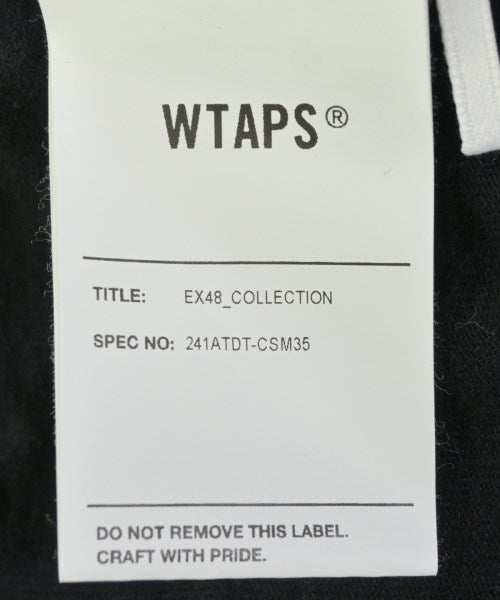 WTAPS®
TITLE: EX48_COLLECTION
SPEC NO: 241ATDT-CSM35
DO NOT REMOVE THIS LABEL.
CRAFT WITH PRIDE.